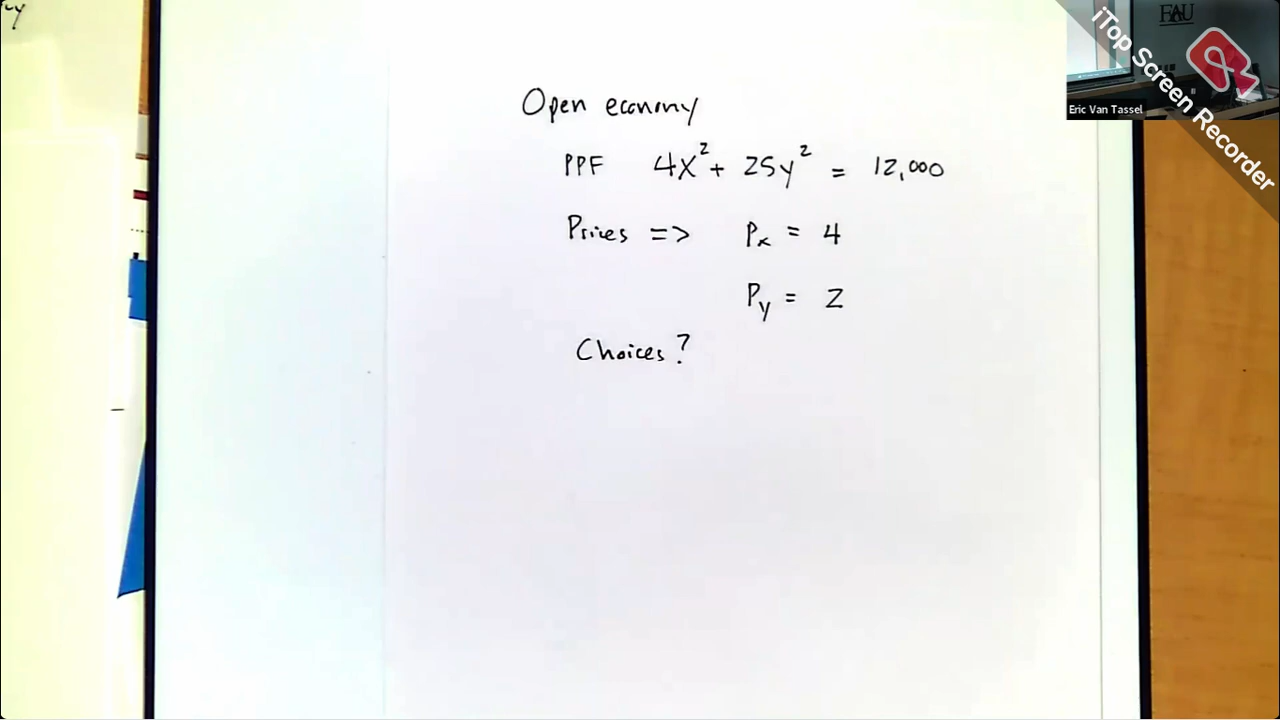 Open economy
PPF 4x² + 25y² = 12,000
Prices => Px = 4
Py = 2
Choices?
FAU
Eric Van Tassel
iTop Screen Recorder